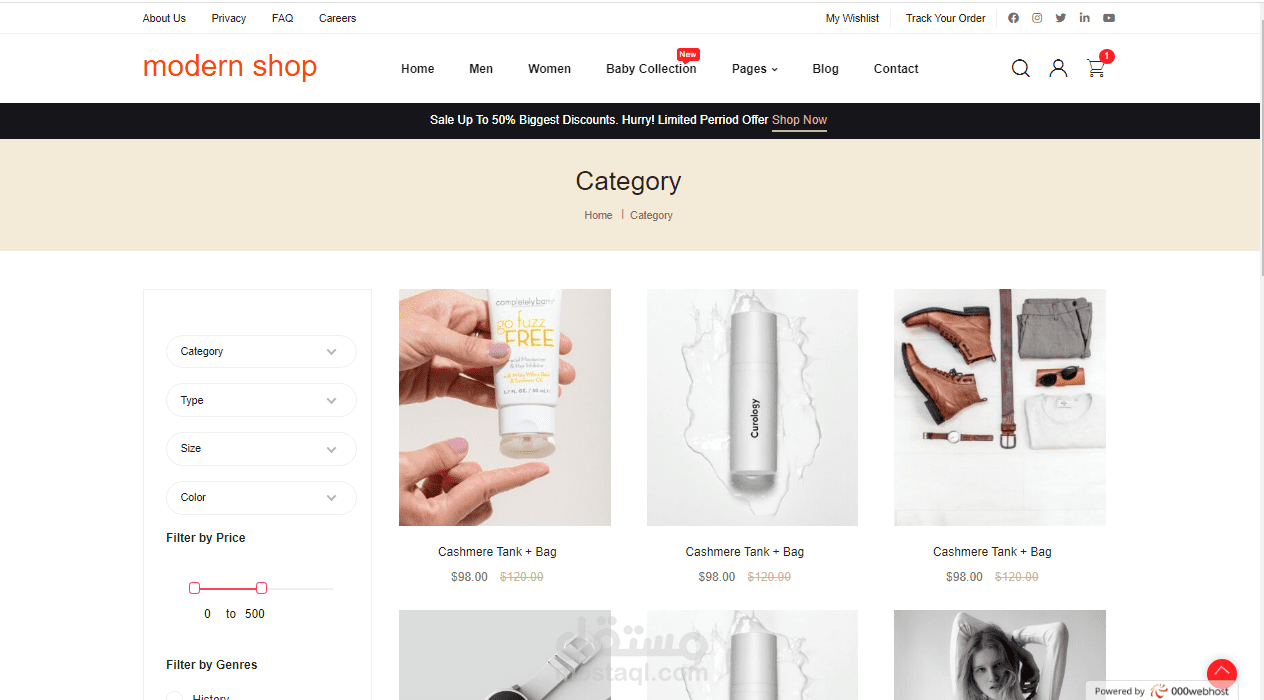 About Us Privacy FAQ Careers My Wishlist Track Your Order
modern shop
New
Home Men Women Baby Collection Pages Blog Contact
1
Sale Up To 50% Biggest Discounts. Hurry! Limited Perriod Offer Shop Now
Category
Home | Category
Category
Type
Size
Color
Filter by Price
0 to 500
Filter by Genres
History
completely bare
go fuzz
FREE
Facial Moisturizer
& Hair Inhibitor
Curology
Cashmere Tank + Bag
$98.00 $120.00
Cashmere Tank + Bag
$98.00 $120.00
Cashmere Tank + Bag
$98.00 $120.00
مستقل
mostaql.com
Powered by 000webhost